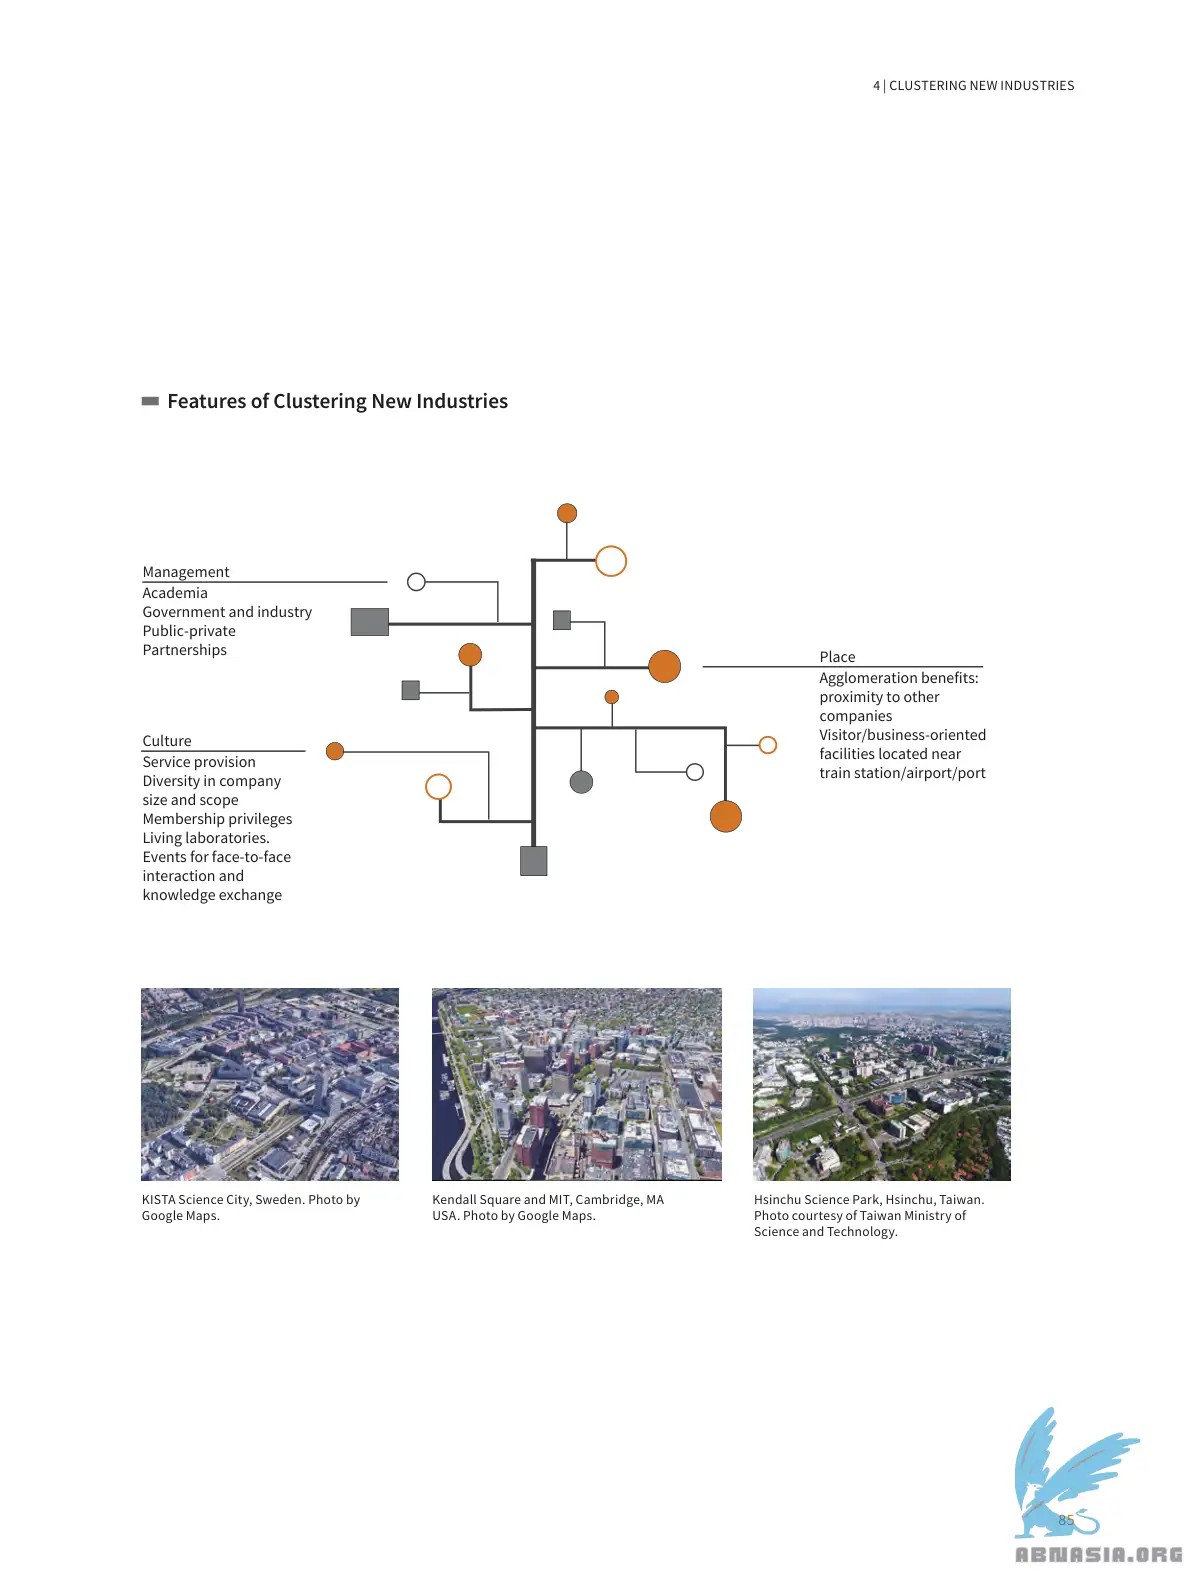 4 | CLUSTERING NEW INDUSTRIES
Features of Clustering New Industries
Management
Academia
Government and industry
Public-private
Partnerships
Culture
Service provision
Diversity in company
size and scope
Membership privileges
Living laboratories.
Events for face-to-face
interaction and
knowledge exchange
Place
Agglomeration benefits:
proximity to other
companies
Visitor/business-oriented
facilities located near
train station/airport/port
KISTA Science City, Sweden. Photo by
Google Maps.
Kendall Square and MIT, Cambridge, MA
USA. Photo by Google Maps.
Hsinchu Science Park, Hsinchu, Taiwan.
Photo courtesy of Taiwan Ministry of
Science and Technology.
85
ABNASIA.ORG